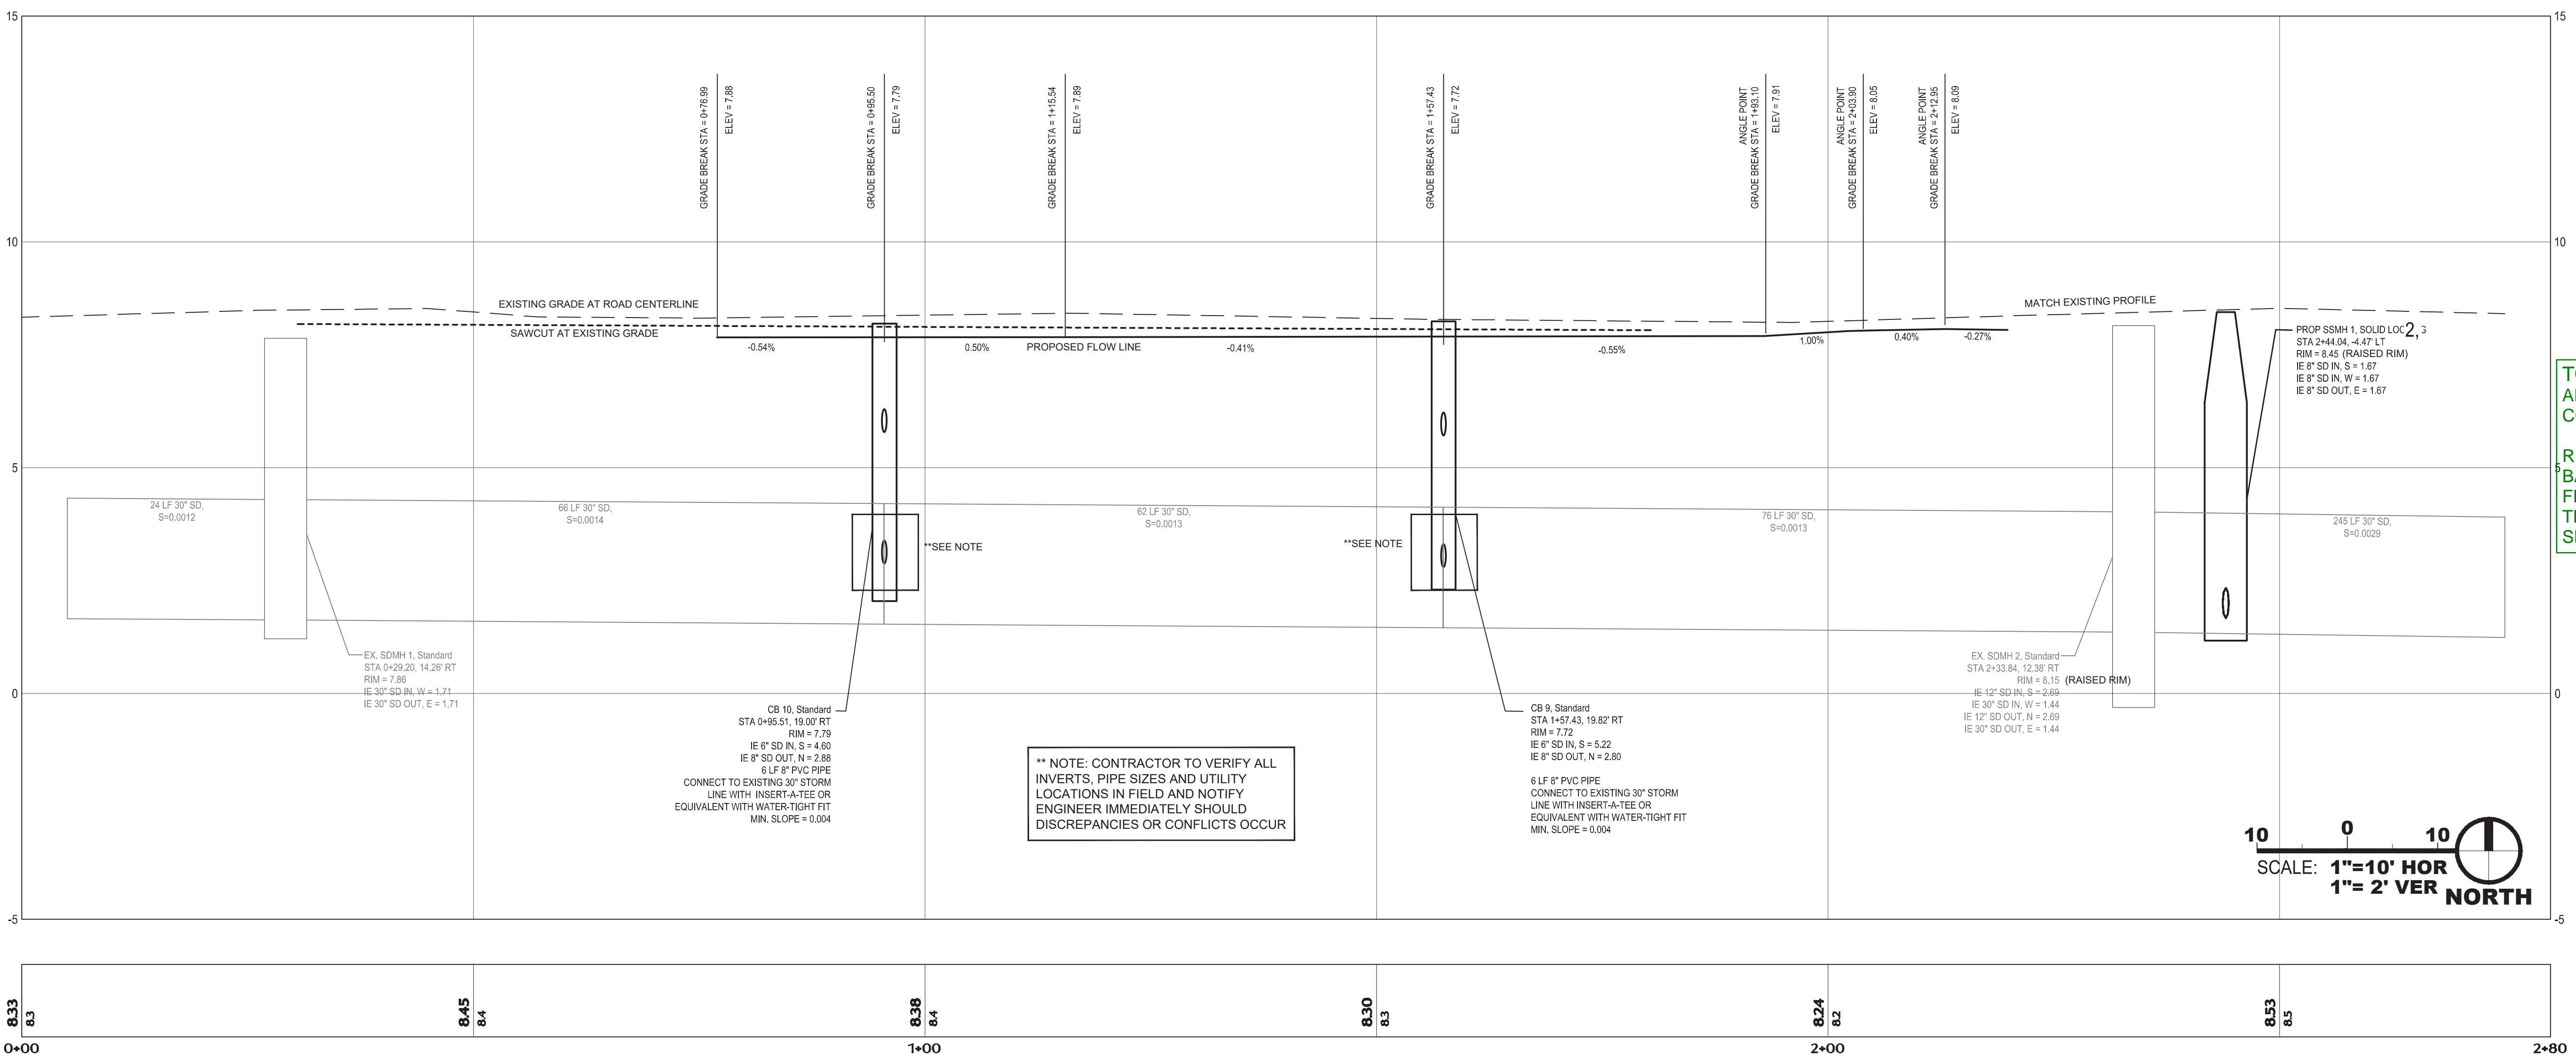 15
15
GRADE BREAK STA = 0+76.99
ELEV = 7.88
GRADE BREAK STA = 0+95.50
ELEV = 7.79
GRADE BREAK STA = 1+15.54
ELEV = 7.89
GRADE BREAK STA = 1+57.43
ELEV = 7.72
ANGLE POINT
GRADE BREAK STA = 1+93.10
ELEV = 7.91
ANGLE POINT
GRADE BREAK STA = 2+03.90
ELEV = 8.05
ANGLE POINT
GRADE BREAK STA = 2+12.95
ELEV = 8.09
10
10
EXISTING GRADE AT ROAD CENTERLINE
MATCH EXISTING PROFILE
SAWCUT AT EXISTING GRADE
-0.54%
0.50%
PROPOSED FLOW LINE
-0.41%
-0.55%
1.00%
0.40%
-0.27%
PROP SSMH 1, SOLID LOC 2,
STA 2+44.04, -4.47' LT
RIM = 8.45 (RAISED RIM)
IE 8" SD IN, S = 1.67
IE 8" SD IN, W = 1.67
IE 8" SD OUT, E = 1.67
5
5
24 LF 30" SD,
S=0.0012
66 LF 30" SD,
S=0.0014
62 LF 30" SD,
S=0.0013
76 LF 30" SD,
S=0.0013
245 LF 30" SD,
S=0.0029
**SEE NOTE
**SEE NOTE
EX. SDMH 1, Standard
STA 0+29.20, 14.26' RT
RIM = 7.86
IE 30" SD IN, W = 1.71
IE 30" SD OUT, E = 1.71
EX. SDMH 2, Standard
STA 2+33.84, 12.38' RT
RIM = 8.15 (RAISED RIM)
IE 12" SD IN, S = 2.69
IE 30" SD IN, W = 1.44
IE 12" SD OUT, N = 2.69
IE 30" SD OUT, E = 1.44
0
0
CB 10, Standard
STA 0+95.51, 19.00' RT
RIM = 7.79
IE 6" SD IN, S = 4.60
IE 8" SD OUT, N = 2.88
6 LF 8" PVC PIPE
CONNECT TO EXISTING 30" STORM
LINE WITH INSERT-A-TEE OR
EQUIVALENT WITH WATER-TIGHT FIT
MIN. SLOPE = 0.004
** NOTE: CONTRACTOR TO VERIFY ALL
INVERTS, PIPE SIZES AND UTILITY
LOCATIONS IN FIELD AND NOTIFY
ENGINEER IMMEDIATELY SHOULD
DISCREPANCIES OR CONFLICTS OCCUR
CB 9, Standard
STA 1+57.43, 19.82' RT
RIM = 7.72
IE 6" SD IN, S = 5.22
IE 8" SD OUT, N = 2.80
6 LF 8" PVC PIPE
CONNECT TO EXISTING 30" STORM
LINE WITH INSERT-A-TEE OR
EQUIVALENT WITH WATER-TIGHT FIT
MIN. SLOPE = 0.004
10 0 10
SCALE: 1"=10' HOR
1"= 2' VER
NORTH
-5
-5
8.33
8.3
8.45
8.4
8.38
8.4
8.30
8.3
8.24
8.2
8.53
8.5
0+00
1+00
2+00
2+80